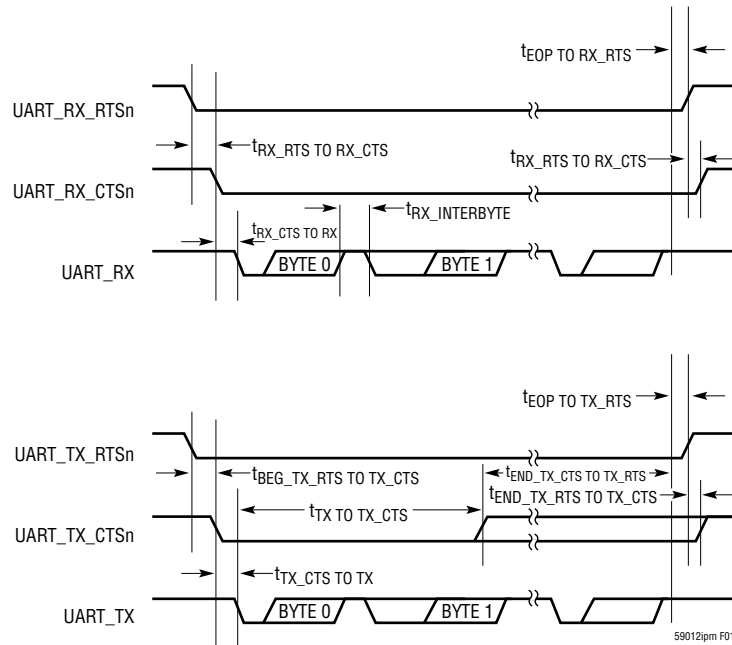 tEOP TO RX_RTS
UART_RX_RTSn
tRX_RTS TO RX_CTS
tRX_RTS TO RX_CTS
UART_RX_CTSn
tRX_INTERBYTE
tRX_CTS TO RX
UART_RX
BYTE 0
BYTE 1
tEOP TO TX_RTS
UART_TX_RTSn
tBEG_TX_RTS TO TX_CTS
tEND_TX_CTS TO TX_RTS
tEND_TX_RTS TO TX_CTS
tTX TO TX_CTS
UART_TX_CTSn
tTX_CTS TO TX
UART_TX
BYTE 0
BYTE 1
59012ipm F01